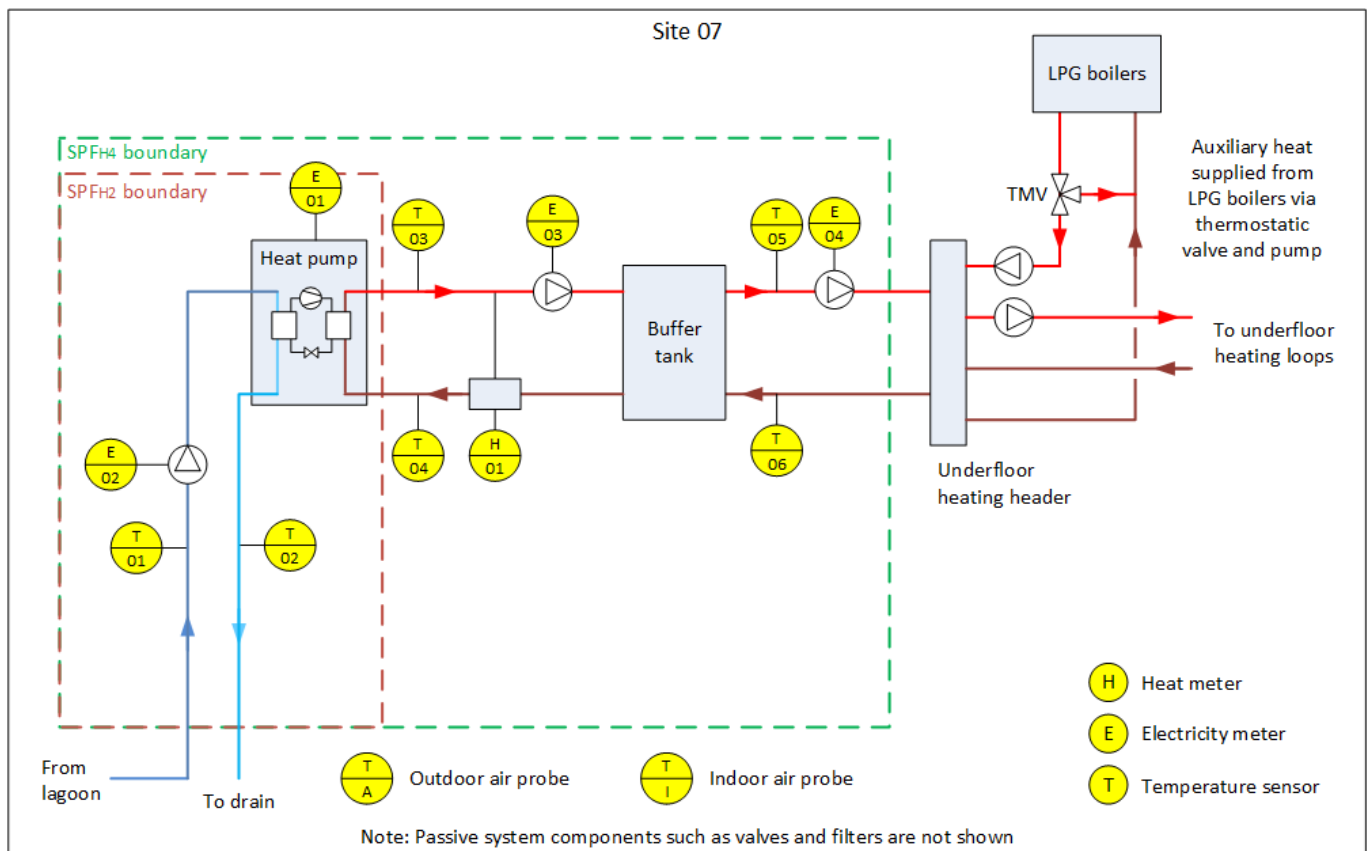 Site 07
LPG boilers
SPFH4 boundary
SPFH2 boundary
E
01
T
03
E
03
T
05
E
04
TMV
Auxiliary heat
supplied from
LPG boilers via
thermostatic
valve and pump
Heat pump
Buffer
tank
To underfloor
heating loops
E
02
T
04
H
01
T
06
Underfloor
heating header
T
01
T
02
H Heat meter
E Electricity meter
T Temperature sensor
From
lagoon
To drain
T
A
Outdoor air probe
T
I
Indoor air probe
Note: Passive system components such as valves and filters are not shown